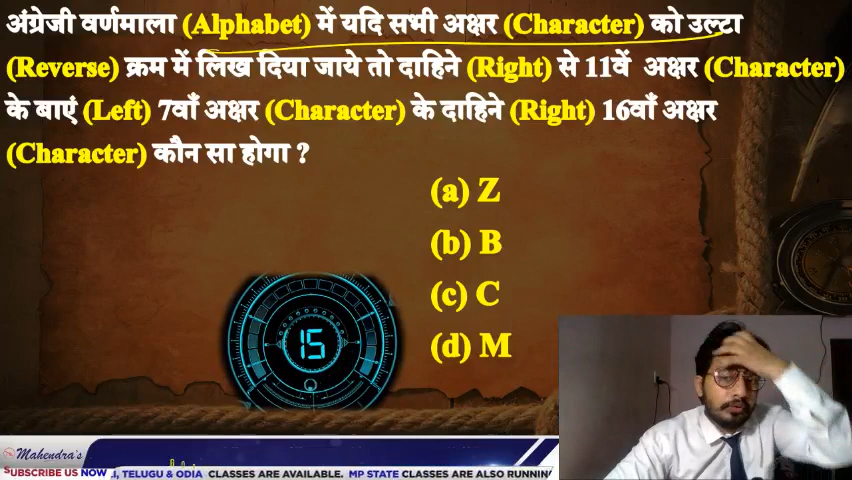 अंग्रेजी वर्णमाला (Alphabet) में यदि सभी अक्षर (Character) को उल्टा
(Reverse) क्रम में लिख दिया जाये तो दाहिने (Right) से 11वें अक्षर (Character)
के बाएं (Left) 7वाँ अक्षर (Character) के दाहिने (Right) 16वाँ अक्षर
(Character) कौन सा होगा ?
(a) Z
(b) B
(c) C
(d) M
15
Mahendra's
SUBSCRIBE US NOW
I, TELUGU & ODIA CLASSES ARE AVAILABLE. MP STATE CLASSES ARE ALSO RUNNIN